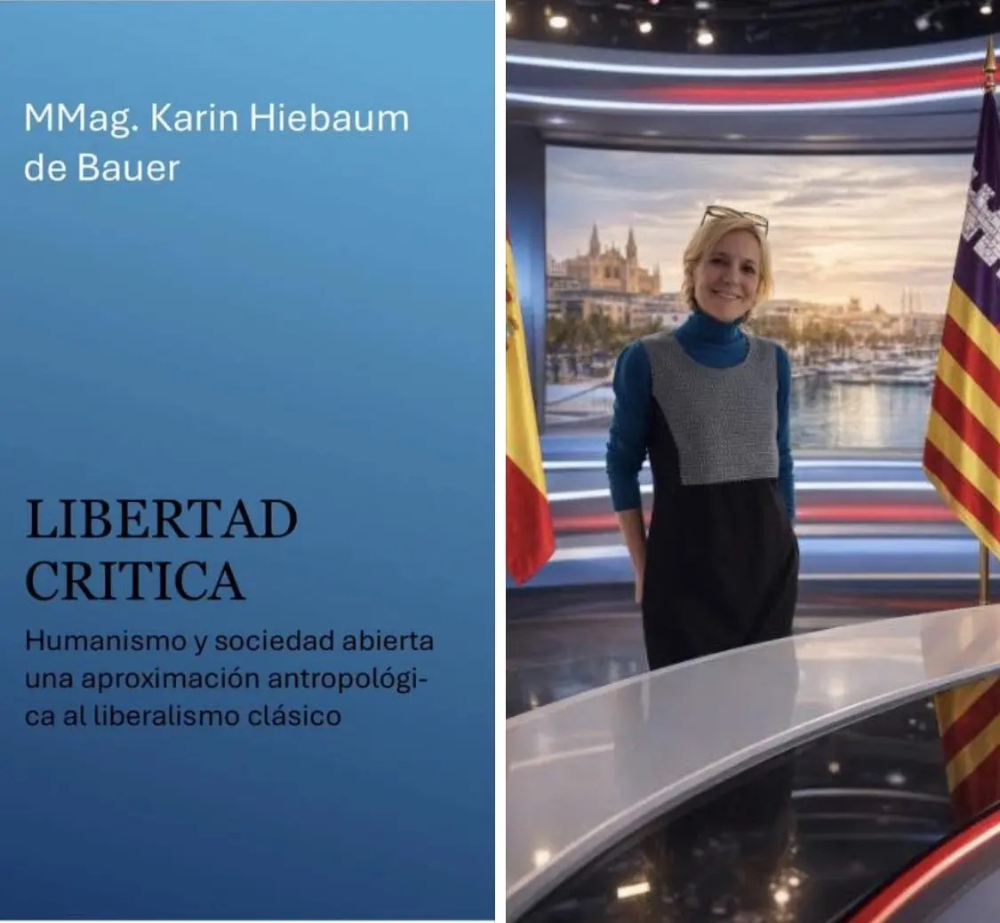 MMag. Karin Hiebaum
de Bauer
LIBERTAD
CRITICA
Humanismo y sociedad abierta
una aproximación antropológi-
ca al liberalismo clásico